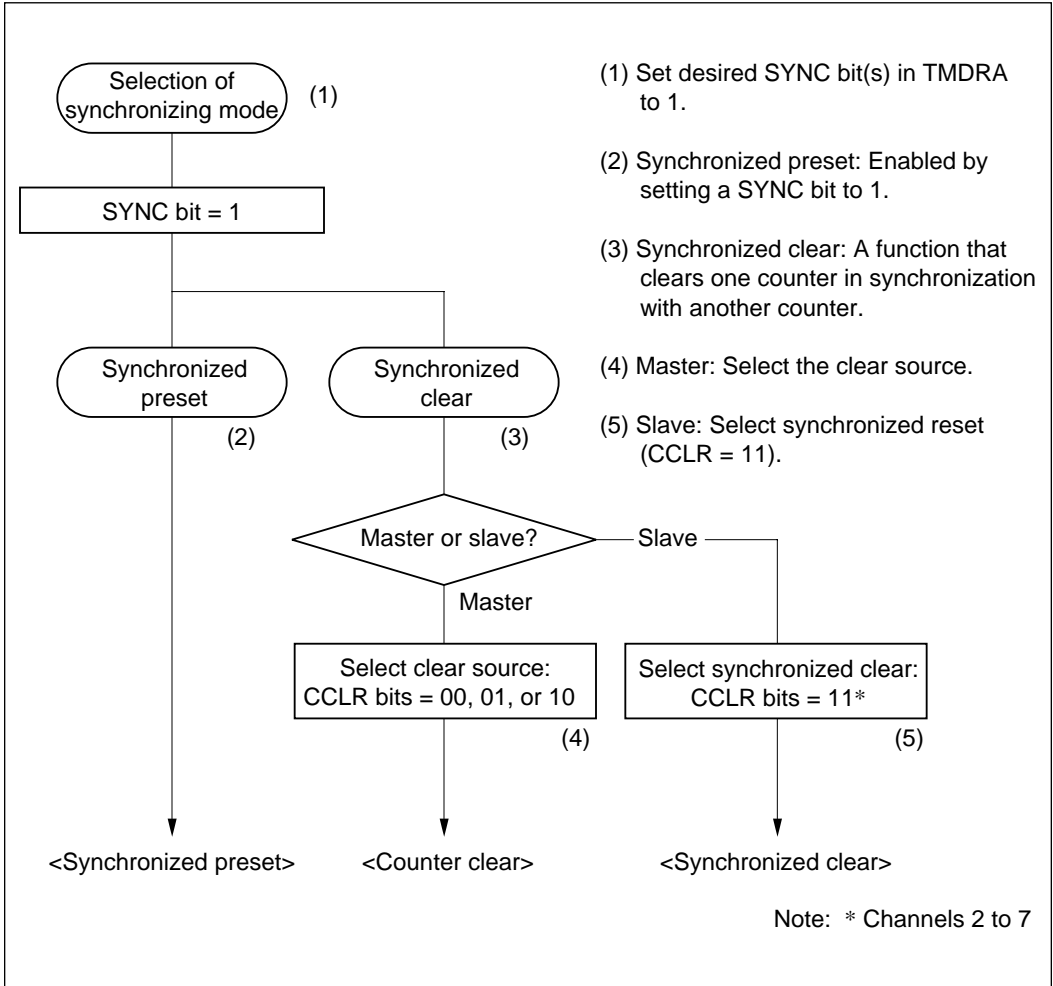 Selection of
synchronizing mode
(1)
SYNC bit = 1
Synchronized
preset
(2)
Synchronized
clear
(3)
Master or slave?
Slave
Master
Select clear source:
CCLR bits = 00, 01, or 10
(4)
Select synchronized clear:
CCLR bits = 11*
(5)
<Synchronized preset>
<Counter clear>
<Synchronized clear>
(1) Set desired SYNC bit(s) in TMDRA
to 1.
(2) Synchronized preset: Enabled by
setting a SYNC bit to 1.
(3) Synchronized clear: A function that
clears one counter in synchronization
with another counter.
(4) Master: Select the clear source.
(5) Slave: Select synchronized reset
(CCLR = 11).
Note: * Channels 2 to 7